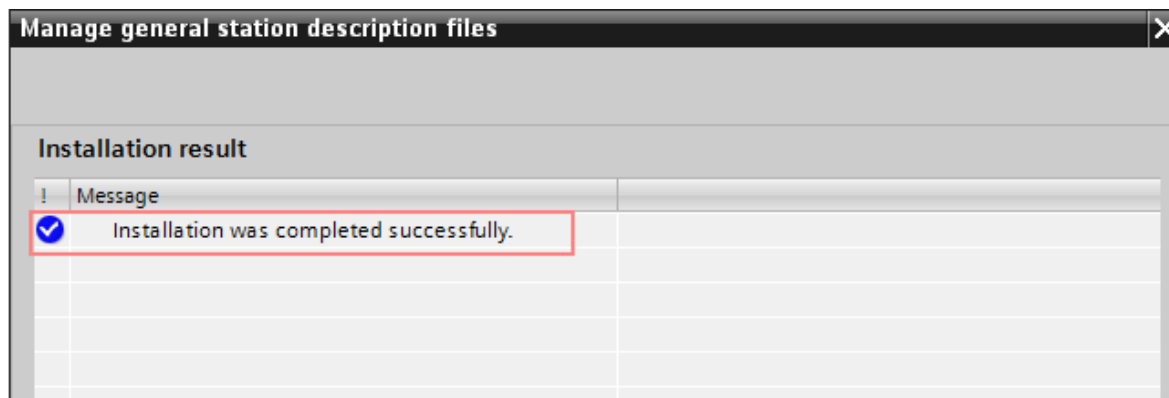 Manage general station description files
Installation result
! Message
Installation was completed successfully.